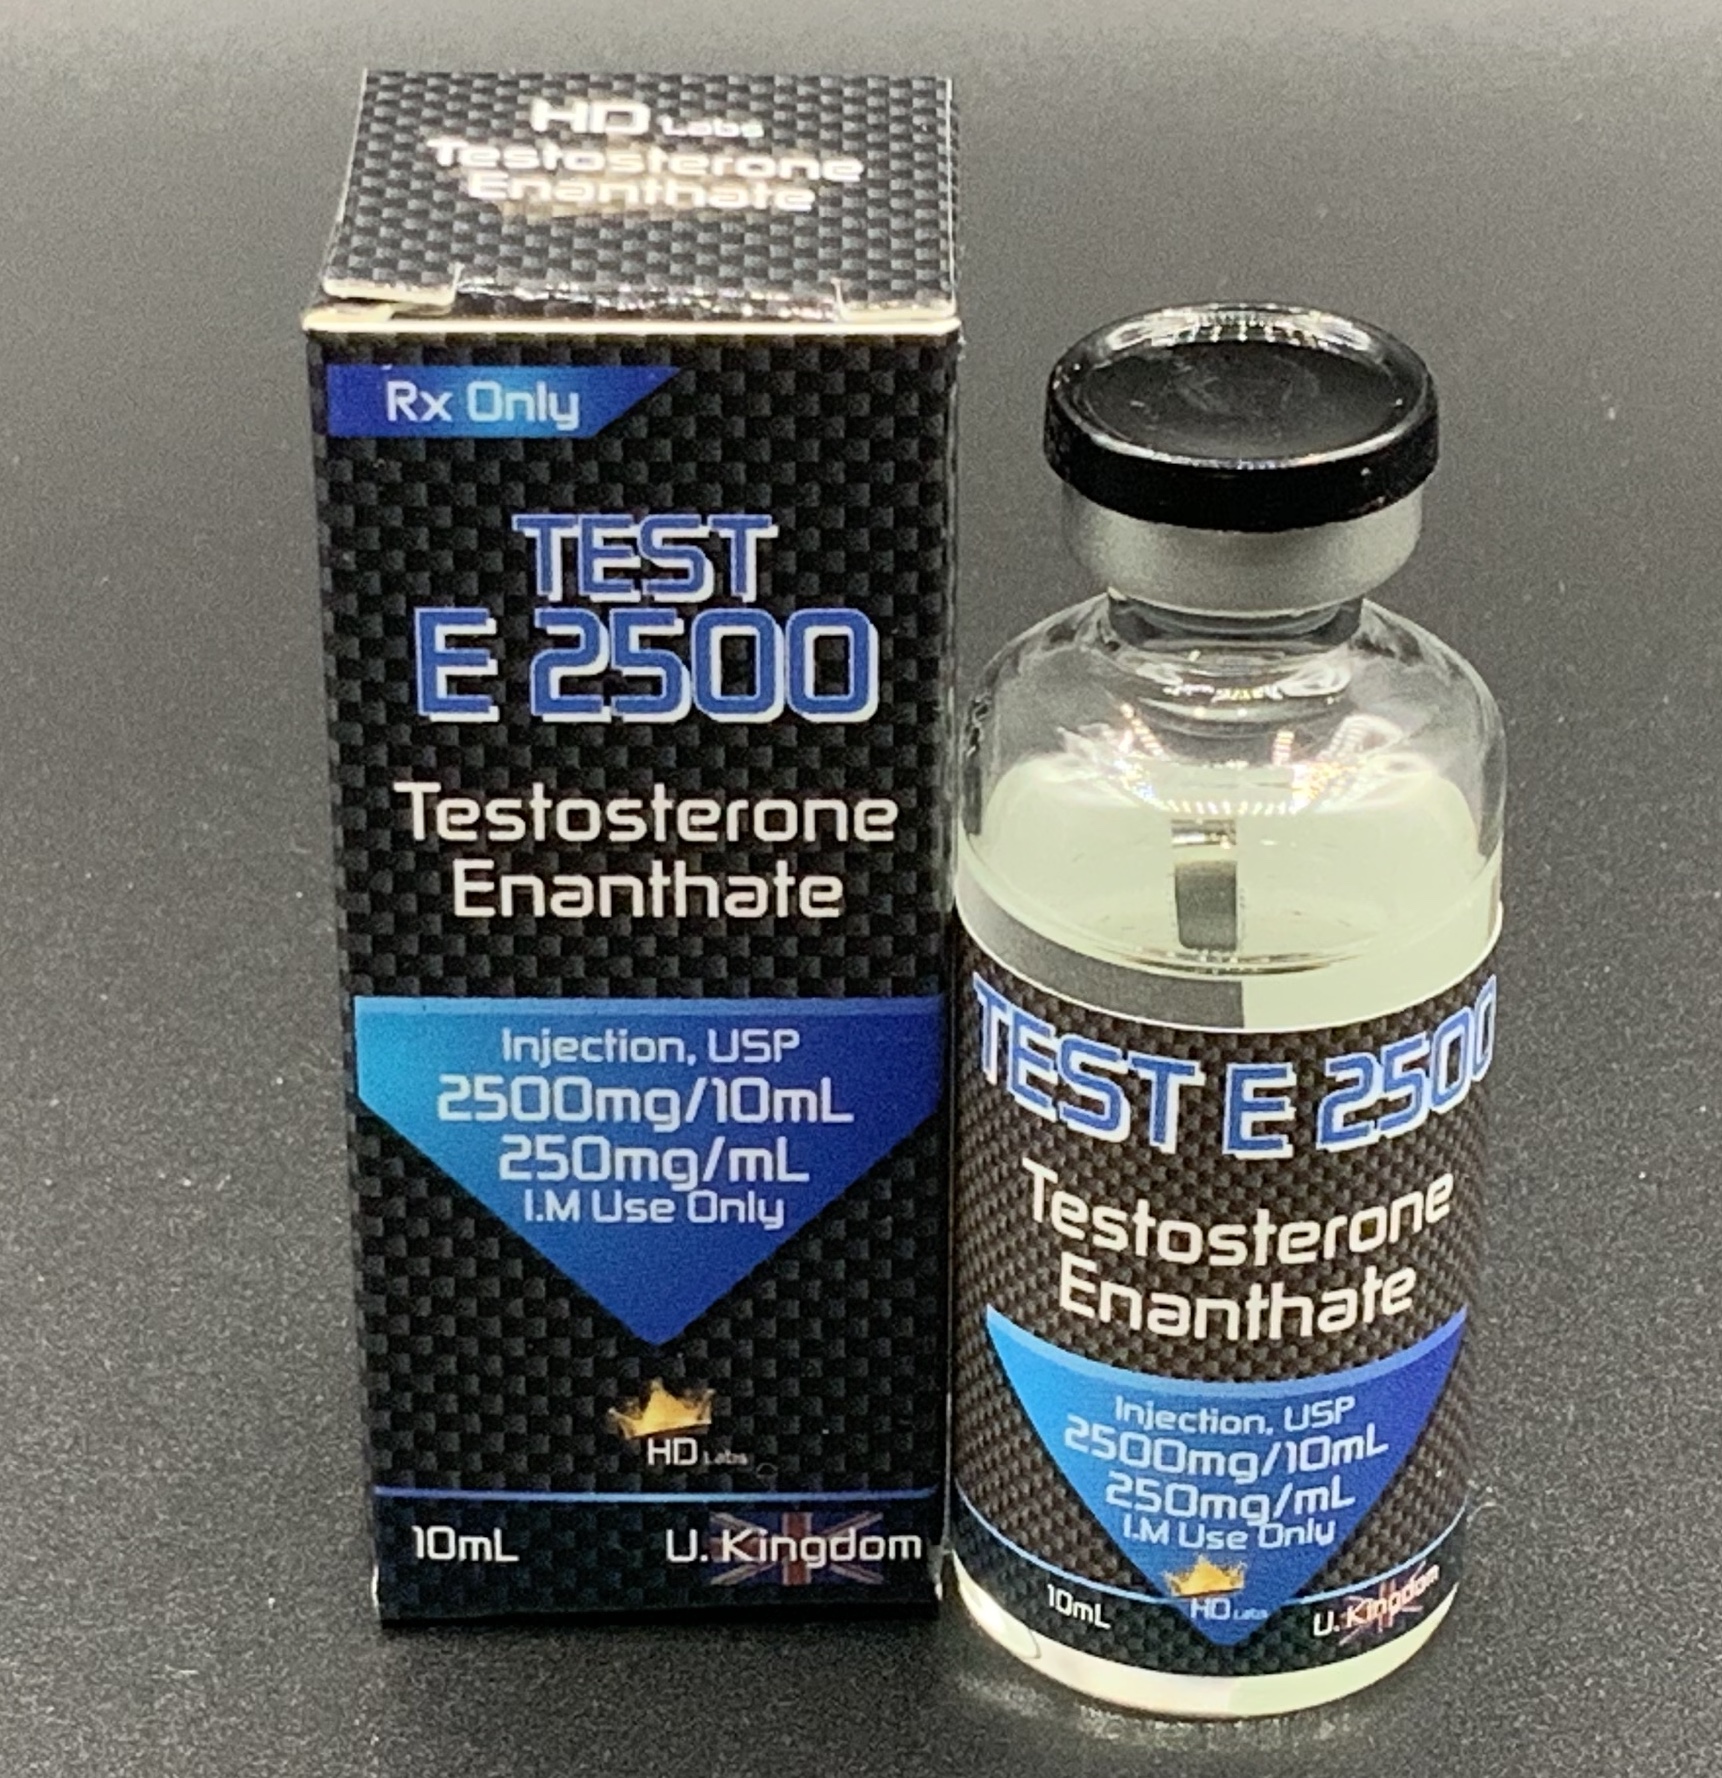 HD Labs
Testosterone
Enanthate
Rx Only
TEST
E 2500
Testosterone
Enanthate
Injection, USP
2500mg/10mL
250mg/mL
I.M Use Only
HD Labs
10mL U. Kingdom
TEST E 2500
Testosterone
Enanthate
Injection, USP
2500mg/10mL
250mg/mL
I.M Use Only
HD Labs
10mL U. Kingdom